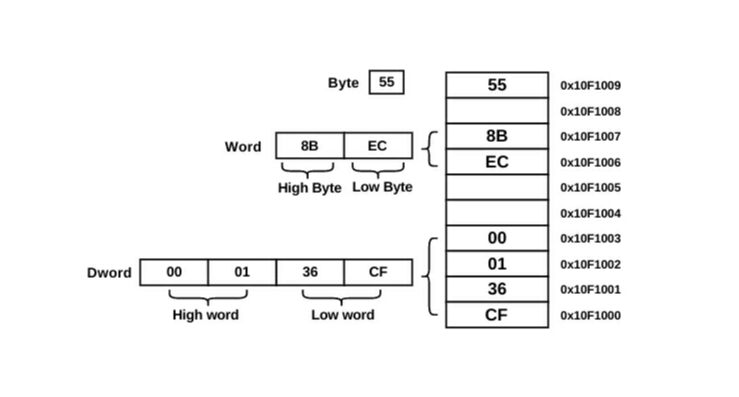 Byte 55 55 0x10F1009
0x10F1008
Word 8B EC 8B 0x10F1007
EC 0x10F1006
High Byte Low Byte 0x10F1005
0x10F1004
00 0x10F1003
Dword 00 01 36 CF 01 0x10F1002
36 0x10F1001
High word Low word CF 0x10F1000